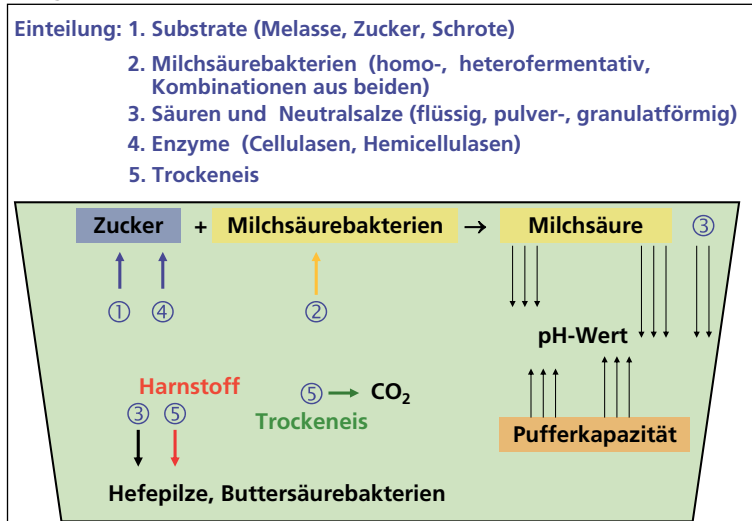 Einteilung: 1. Substrate (Melasse, Zucker, Schrote)
2. Milchsäurebakterien (homo-, heterofermentativ,
Kombinationen aus beiden)
3. Säuren und Neutralsalze (flüssig, pulver-, granulatförmig)
4. Enzyme (Cellulasen, Hemicellulasen)
5. Trockeneis
Zucker + Milchsäurebakterien → Milchsäure ③
① ④ ②
pH-Wert
Harnstoff
③ ⑤
⑤ → CO₂
Trockeneis
Pufferkapazität
Hefepilze, Buttersäurebakterien